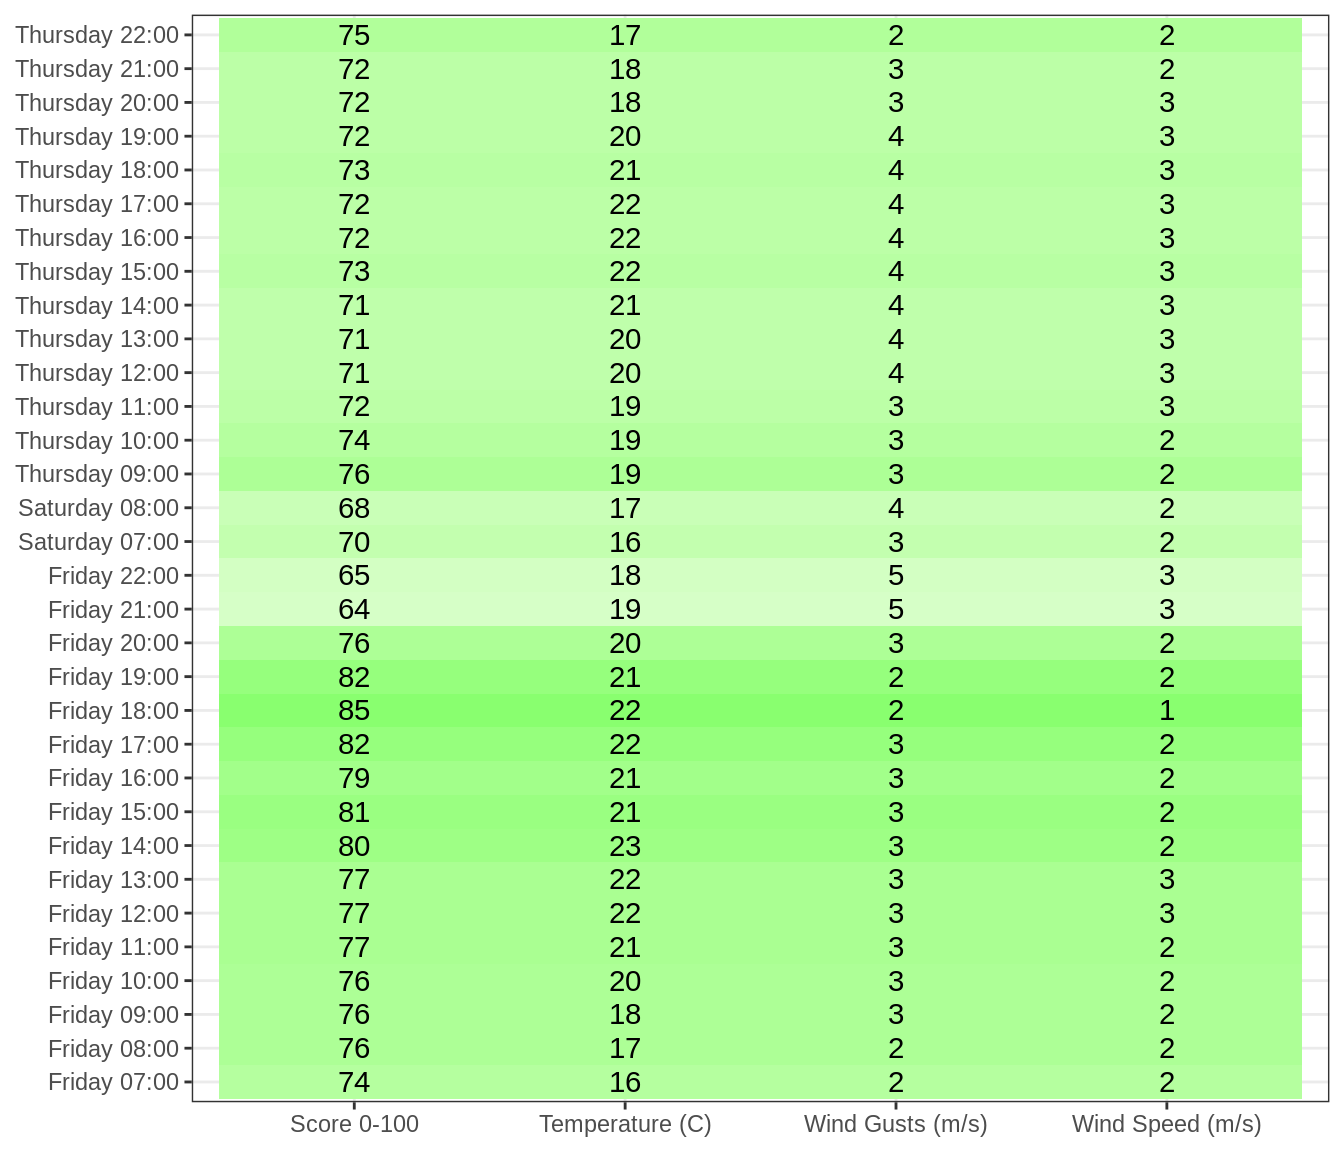 Thursday 22:00 75 17 2 2
Thursday 21:00 72 18 3 2
Thursday 20:00 72 18 3 3
Thursday 19:00 72 20 4 3
Thursday 18:00 73 21 4 3
Thursday 17:00 72 22 4 3
Thursday 16:00 72 22 4 3
Thursday 15:00 73 22 4 3
Thursday 14:00 71 21 4 3
Thursday 13:00 71 20 4 3
Thursday 12:00 71 20 4 3
Thursday 11:00 72 19 3 3
Thursday 10:00 74 19 3 2
Thursday 09:00 76 19 3 2
Saturday 08:00 68 17 4 2
Saturday 07:00 70 16 3 2
Friday 22:00 65 18 5 3
Friday 21:00 64 19 5 3
Friday 20:00 76 20 3 2
Friday 19:00 82 21 2 2
Friday 18:00 85 22 2 1
Friday 17:00 82 22 3 2
Friday 16:00 79 21 3 2
Friday 15:00 81 21 3 2
Friday 14:00 80 23 3 2
Friday 13:00 77 22 3 3
Friday 12:00 77 22 3 3
Friday 11:00 77 21 3 2
Friday 10:00 76 20 3 2
Friday 09:00 76 18 3 2
Friday 08:00 76 17 2 2
Friday 07:00 74 16 2 2
Score 0-100 Temperature (C) Wind Gusts (m/s) Wind Speed (m/s)